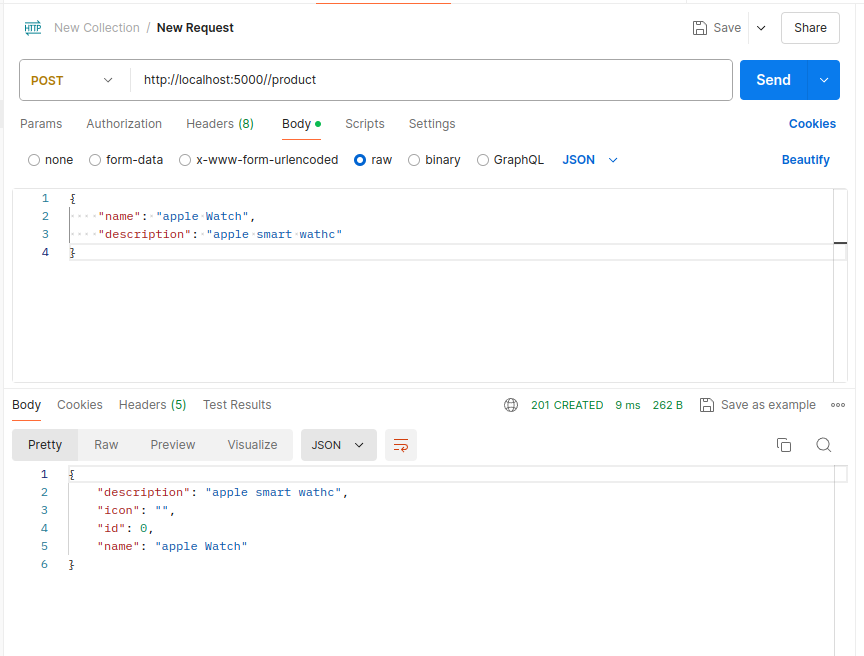 HTTP New Collection / New Request Save Share
POST http://localhost:5000//product Send
Params Authorization Headers (8) Body Scripts Settings Cookies
none form-data x-www-form-urlencoded raw binary GraphQL JSON Beautify
1 {
2 "name": "apple Watch",
3 "description": "apple smart wathc"
4 }
Body Cookies Headers (5) Test Results 201 CREATED 9 ms 262 B Save as example
Pretty Raw Preview Visualize JSON
1 {
2 "description": "apple smart wathc",
3 "icon": "",
4 "id": 0,
5 "name": "apple Watch"
6 }